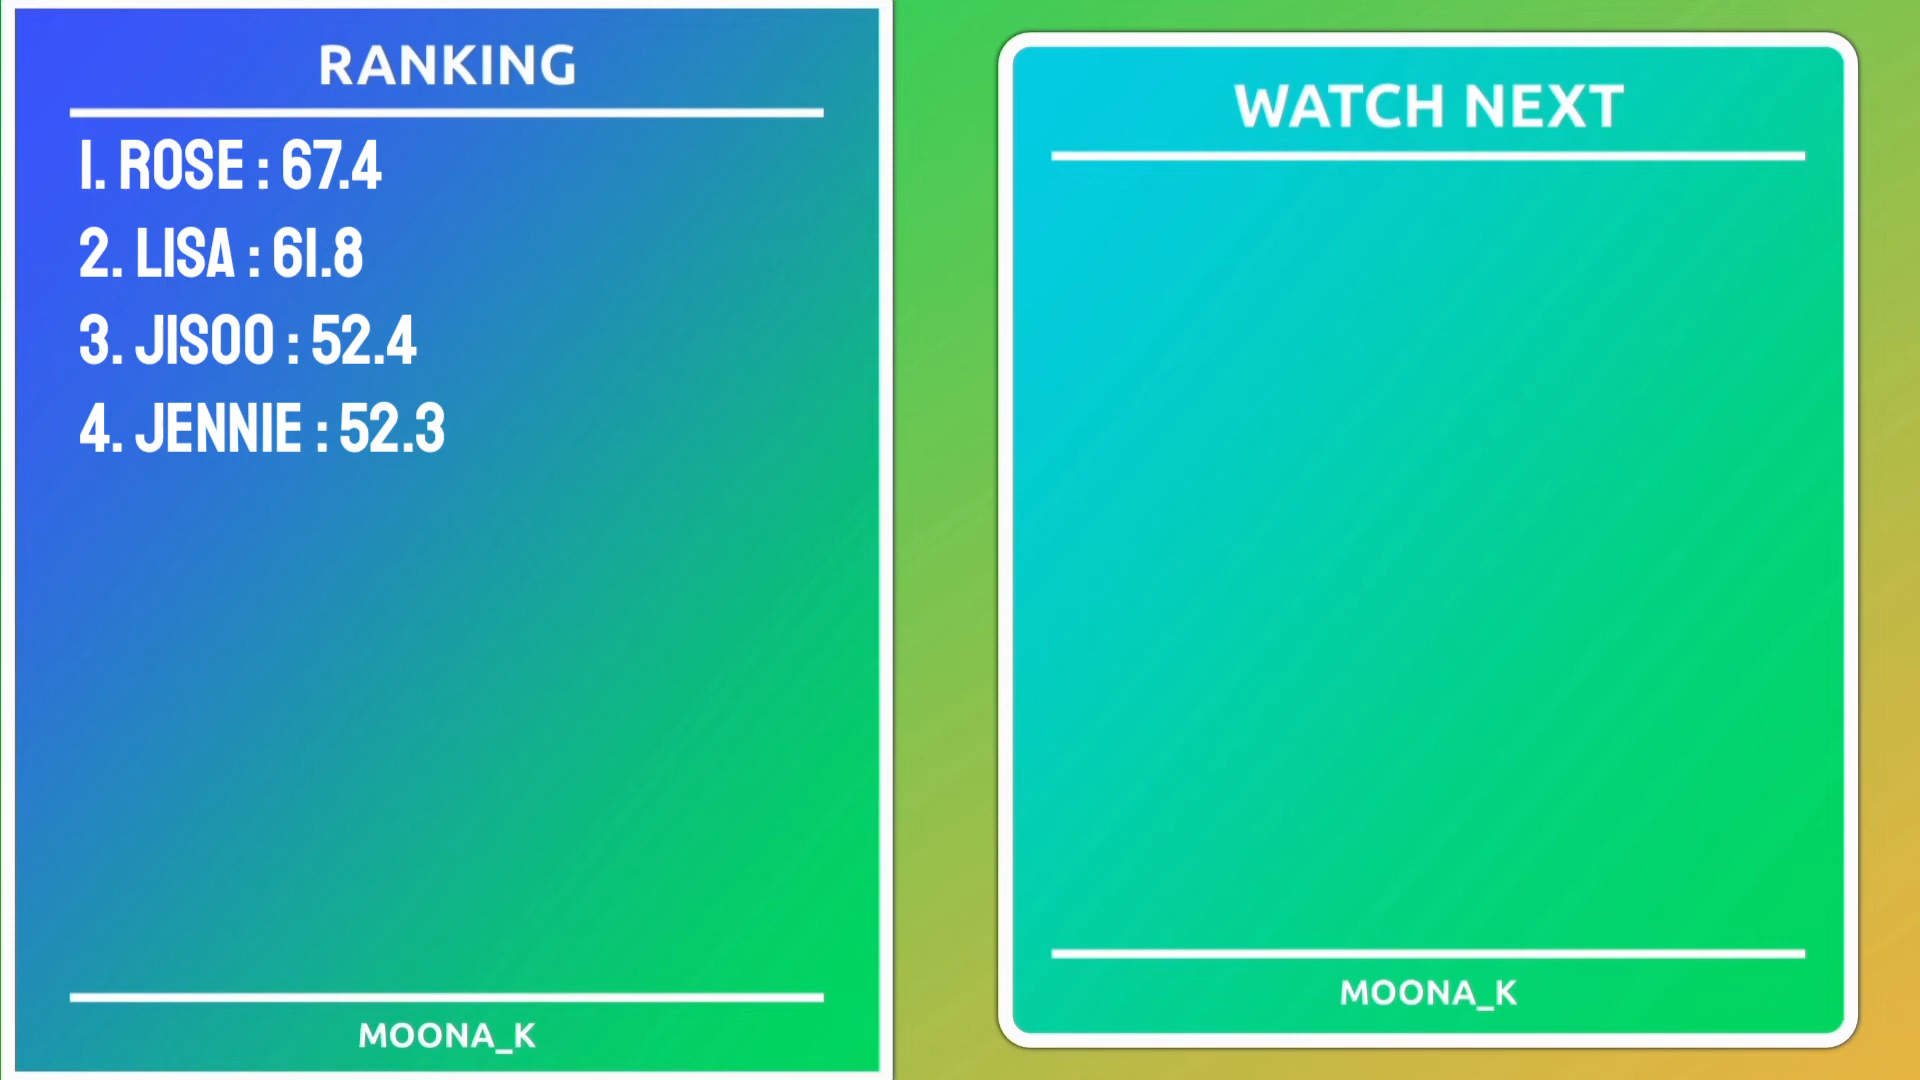 RANKING
1. ROSE : 67.4
2. LISA : 61.8
3. JISOO : 52.4
4. JENNIE : 52.3
MOONA_K
WATCH NEXT
MOONA_K